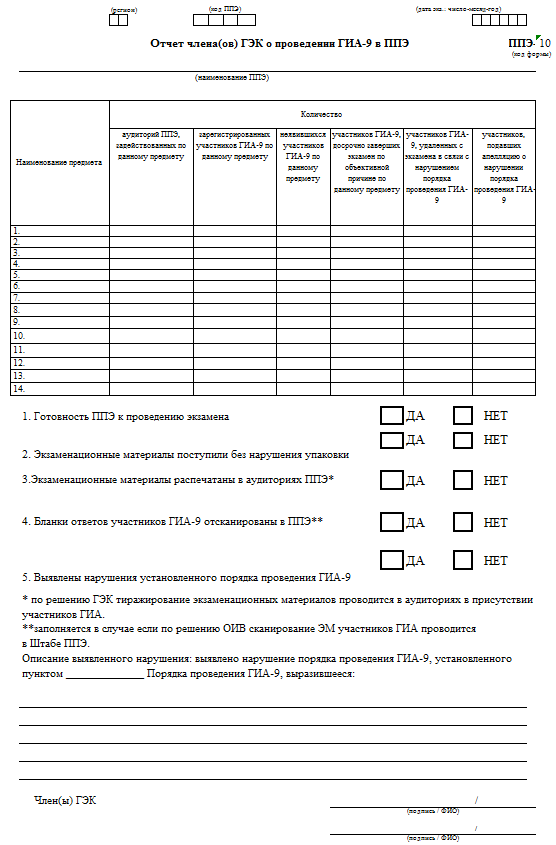 (регион) (код ППЭ) (дата экз.: число-месяц-год)
Отчет члена(ов) ГЭК о проведении ГИА-9 в ППЭ ППЭ- 10
(код формы)
(наименование ППЭ)
Наименование предмета
Количество
аудиторий ППЭ,
задействованных по
данному предмету
зарегистрированных
участников ГИА-9 по
данному предмету
неявившихся
участников
ГИА-9 по
данному
предмету
участников ГИА-9,
досрочно заверших
экзамен по
объективной
причине по
данному предмету
участников ГИА-
9, удаленных с
экзамена в связи с
нарушением
порядка
проведения ГИА-
9
участников,
подавших
апелляцию о
нарушении
порядка
проведения ГИА-
9
1.
2.
3.
4.
5.
6.
7.
8.
9.
10.
11.
12.
13.
14.
1. Готовность ППЭ к проведению экзамена ДА НЕТ
ДА НЕТ
2. Экзаменационные материалы поступили без нарушения упаковки
3.Экзаменационные материалы распечатаны в аудиториях ППЭ* ДА НЕТ
4. Бланки ответов участников ГИА-9 отсканированы в ППЭ** ДА НЕТ
ДА НЕТ
5. Выявлены нарушения установленного порядка проведения ГИА-9
* по решению ГЭК тиражирование экзаменационных материалов проводится в аудиториях в присутствии
участников ГИА.
**заполняется в случае если по решению ОИВ сканирование ЭМ участников ГИА проводится
в Штабе ППЭ.
Описание выявленного нарушения: выявлено нарушение порядка проведения ГИА-9, установленного
пунктом ______________ Порядка проведения ГИА-9, выразившееся:
Член(ы) ГЭК /
(подпись / ФИО)
/
(подпись / ФИО)